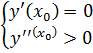 y'(x₀) = 0
y''(x₀) > 0